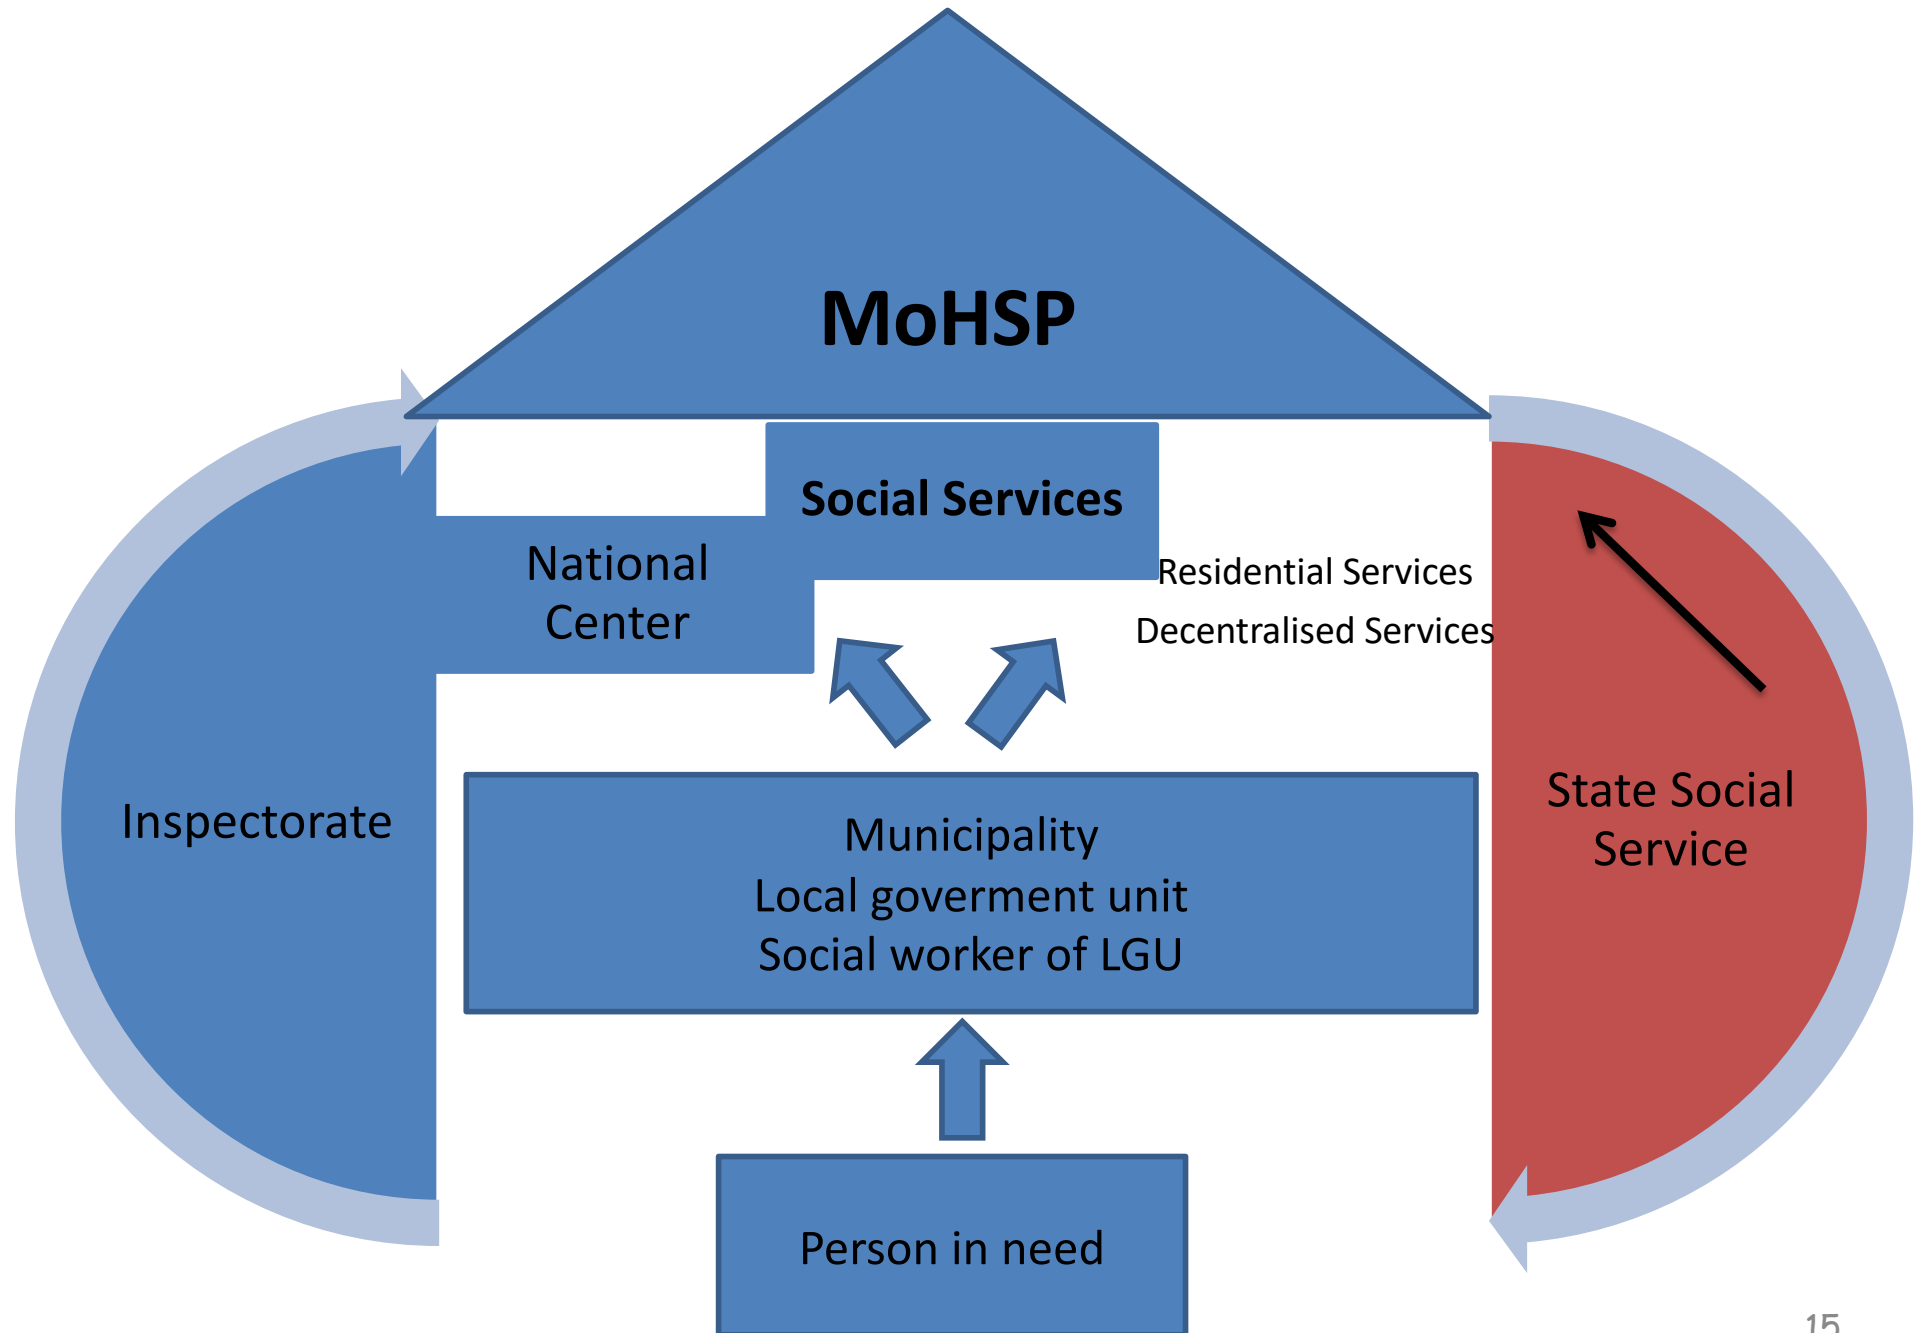 MoHSP
Social Services
National
Center
Residential Services
Decentralised Services
Inspectorate
Municipality
Local goverment unit
Social worker of LGU
State Social
Service
Person in need
15